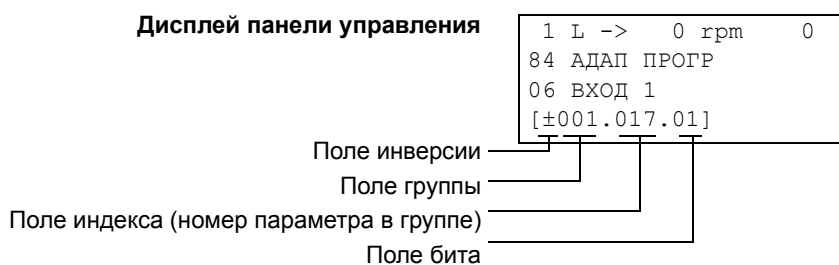 Дисплей панели управления
1 L -> 0 rpm 0
84 АДАП ПРОГР
06 ВХОД 1
[±001.017.01]
Поле инверсии
Поле группы
Поле индекса (номер параметра в группе)
Поле бита